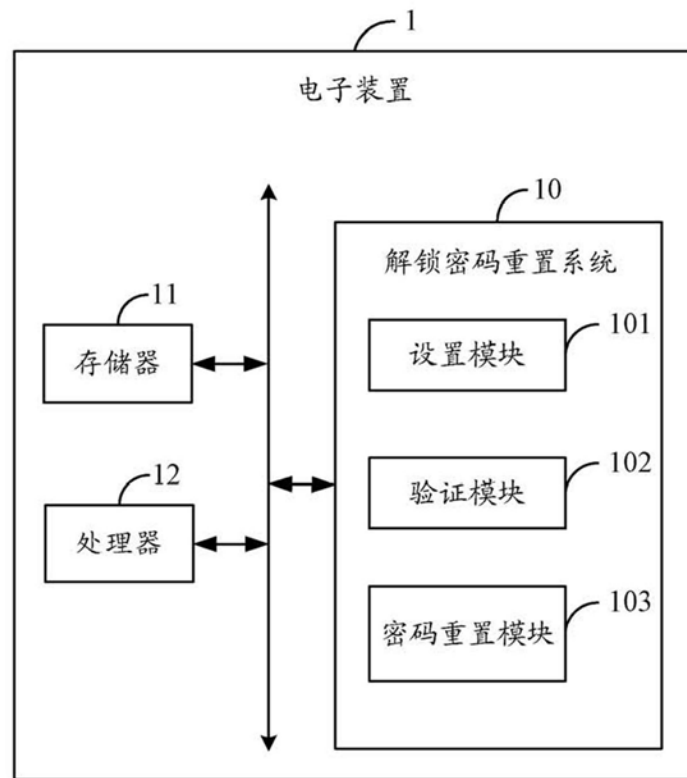 1
电子装置
10
解锁密码重置系统
11
存储器
101
设置模块
102
验证模块
12
处理器
103
密码重置模块